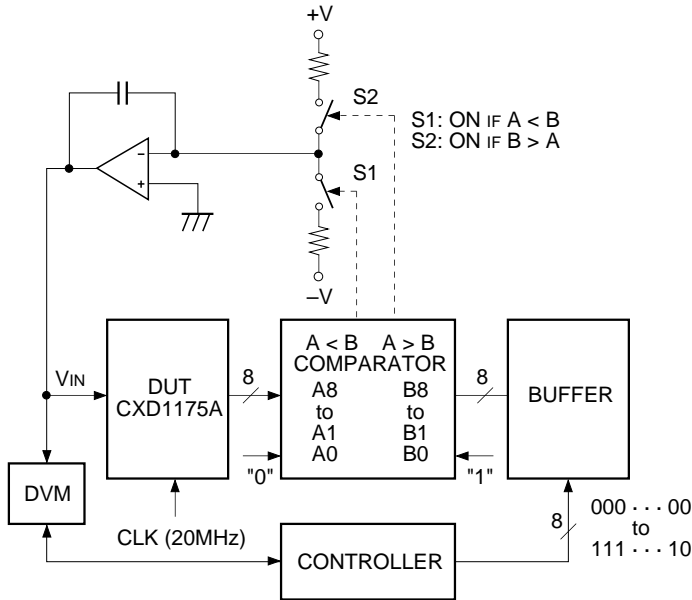 +V
S2
S1: ON IF A < B
S2: ON IF B > A
–
+
S1
–V
A < B A > B
COMPARATOR
A8 B8
to to
A1 B1
A0 B0
VIN
DUT
CXD1175A
8
8
BUFFER
"0"
"1"
DVM
CLK (20MHz)
CONTROLLER
8
000 · · · 00
to
111 · · · 10